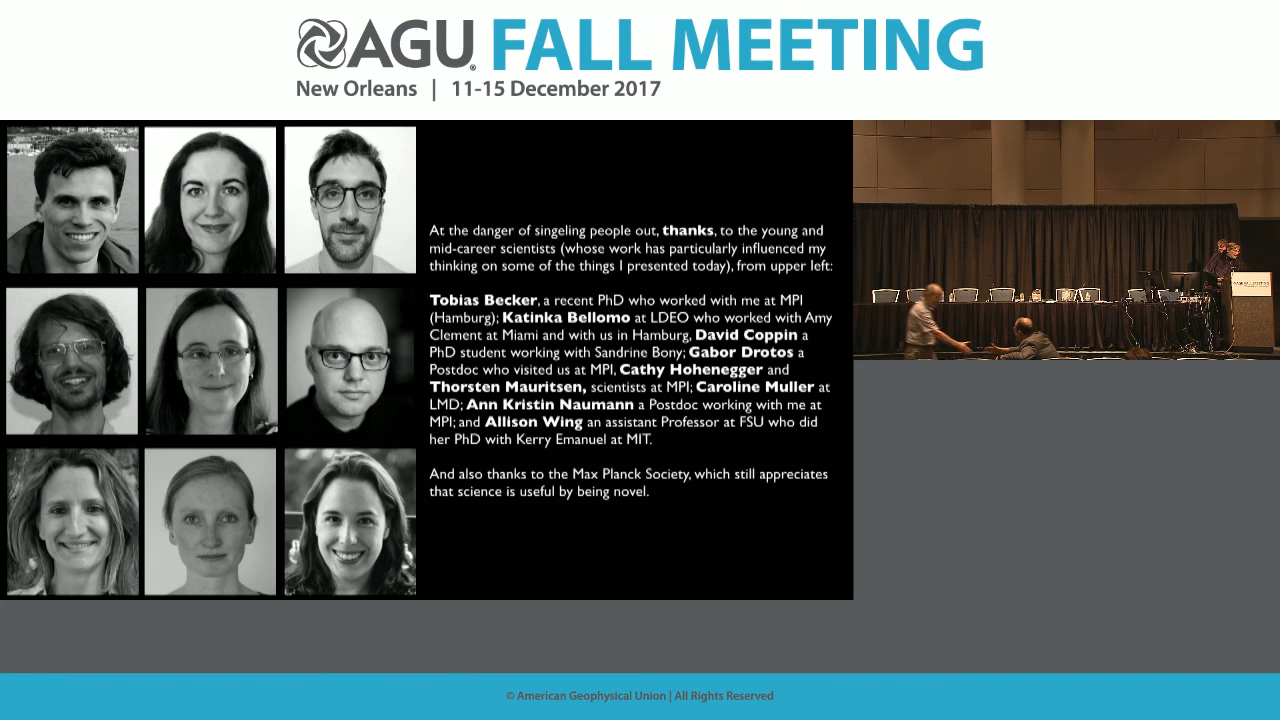 AGU FALL MEETING
New Orleans | 11-15 December 2017
At the danger of singeling people out, thanks, to the young and
mid-career scientists (whose work has particularly influenced my
thinking on some of the things I presented today), from upper left:
Tobias Becker, a recent PhD who worked with me at MPI
(Hamburg); Katinka Bellomo at LDEO who worked with Amy
Clement at Miami and with us in Hamburg, David Coppin a
PhD student working with Sandrine Bony; Gabor Drotos a
Postdoc who visited us at MPI, Cathy Hohenegger and
Thorsten Mauritsen, scientists at MPI; Caroline Muller at
LMD; Ann Kristin Naumann a Postdoc working with me at
MPI; and Allison Wing an assistant Professor at FSU who did
her PhD with Kerry Emanuel at MIT.
And also thanks to the Max Planck Society, which still appreciates
that science is useful by being novel.
© American Geophysical Union | All Rights Reserved